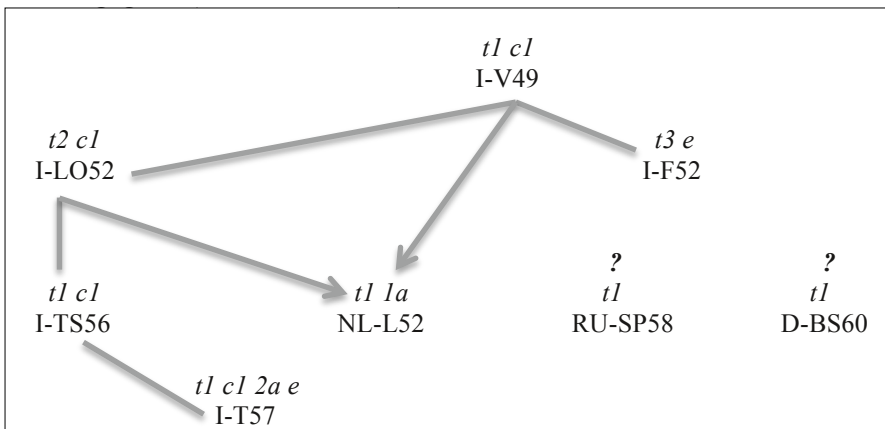 t1 c1
I-V49
t2 c1
I-LO52
t3 e
I-F52
t1 c1
I-TS56
t1 1a
NL-L52
?
t1
RU-SP58
?
t1
D-BS60
t1 c1 2a e
I-T57